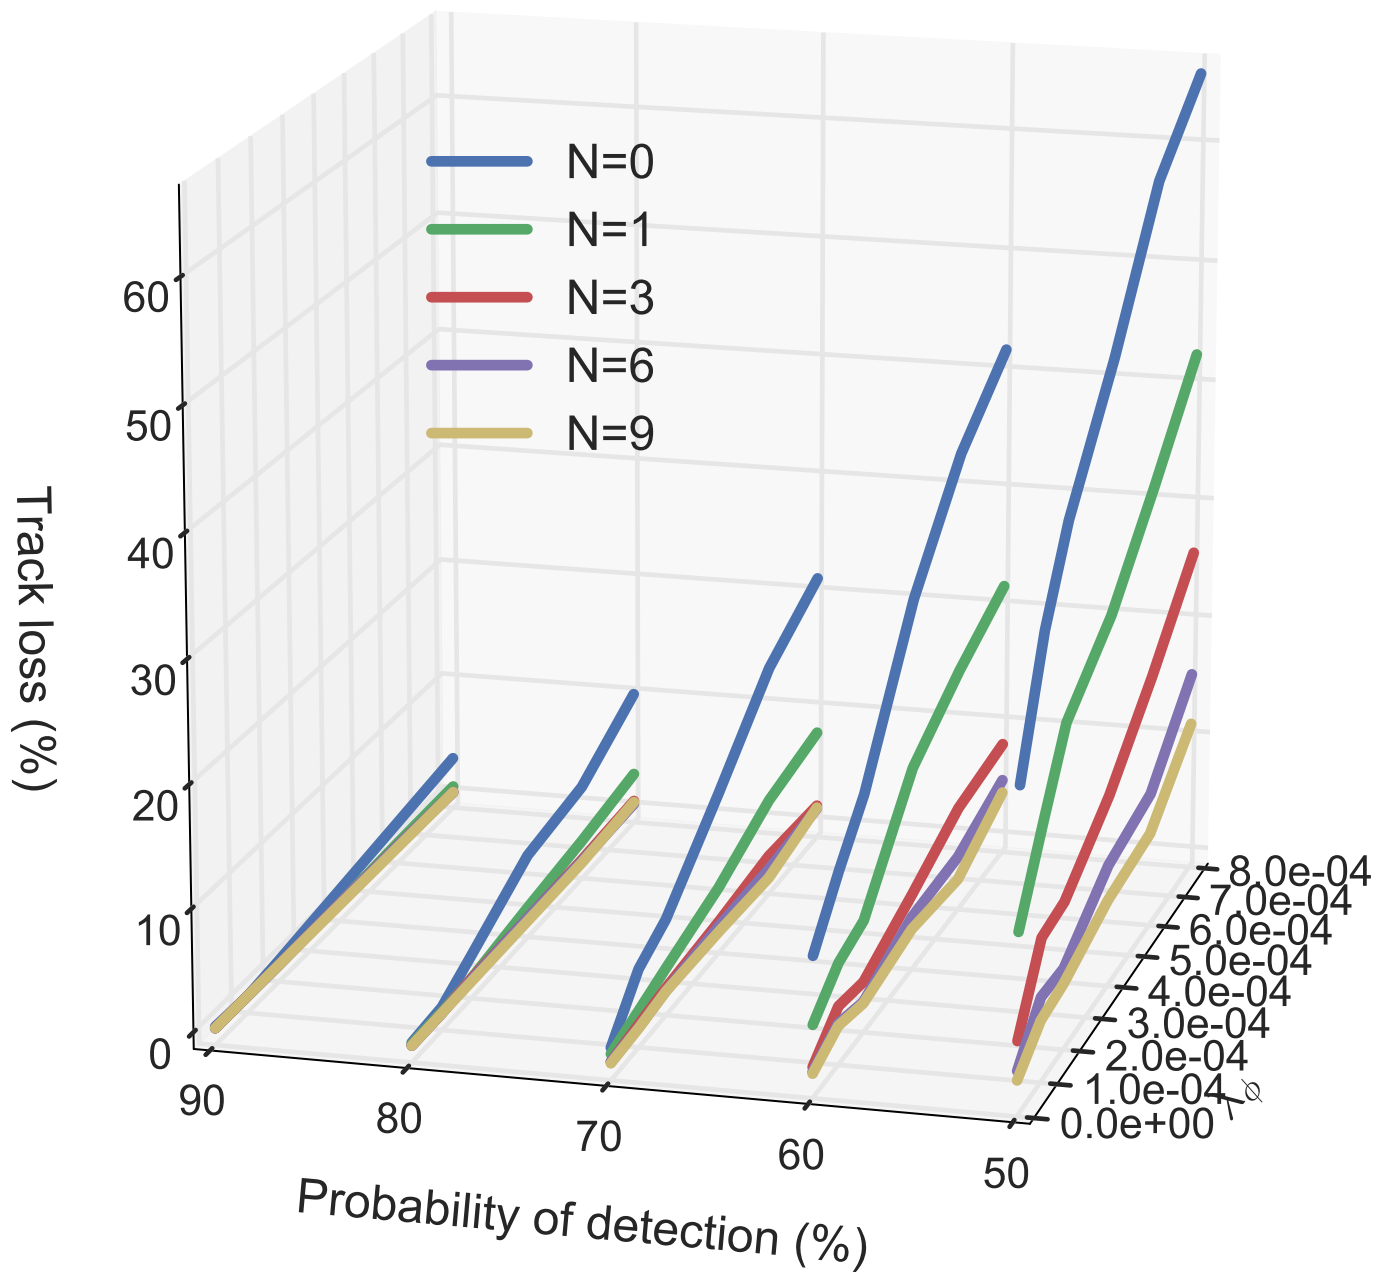 N=0
N=1
N=3
N=6
N=9
60
50
40
30
20
10
0
Track loss (%)
90
80
70
60
50
Probability of detection (%)
8.0e-04
7.0e-04
6.0e-04
5.0e-04
4.0e-04
3.0e-04
2.0e-04
1.0e-04
0.0e+00
λϕ